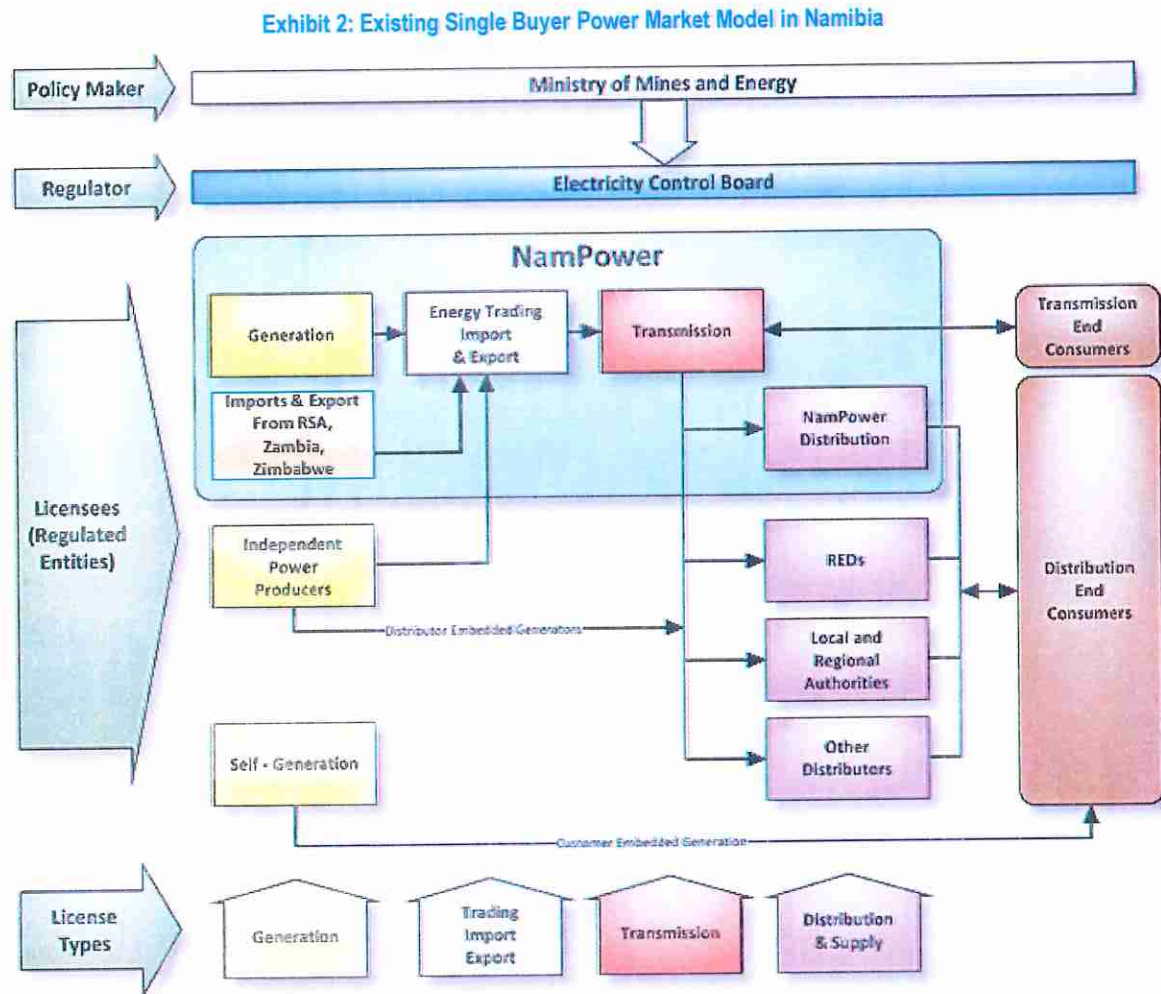 Exhibit 2: Existing Single Buyer Power Market Model in Namibia
Policy Maker
Ministry of Mines and Energy
Regulator
Electricity Control Board
NamPower
Generation
Energy Trading
Import
& Export
Transmission
Transmission
End
Consumers
Imports & Export
From RSA,
Zambia,
Zimbabwe
NamPower
Distribution
Licensees
(Regulated
Entities)
Independent
Power
Producers
REDs
Distribution
End
Consumers
Distributor Embedded Generators
Local and
Regional
Authorities
Self - Generation
Other
Distributers
Customer Embedded Generation
License
Types
Generation
Trading
Import
Export
Transmission
Distribution
& Supply